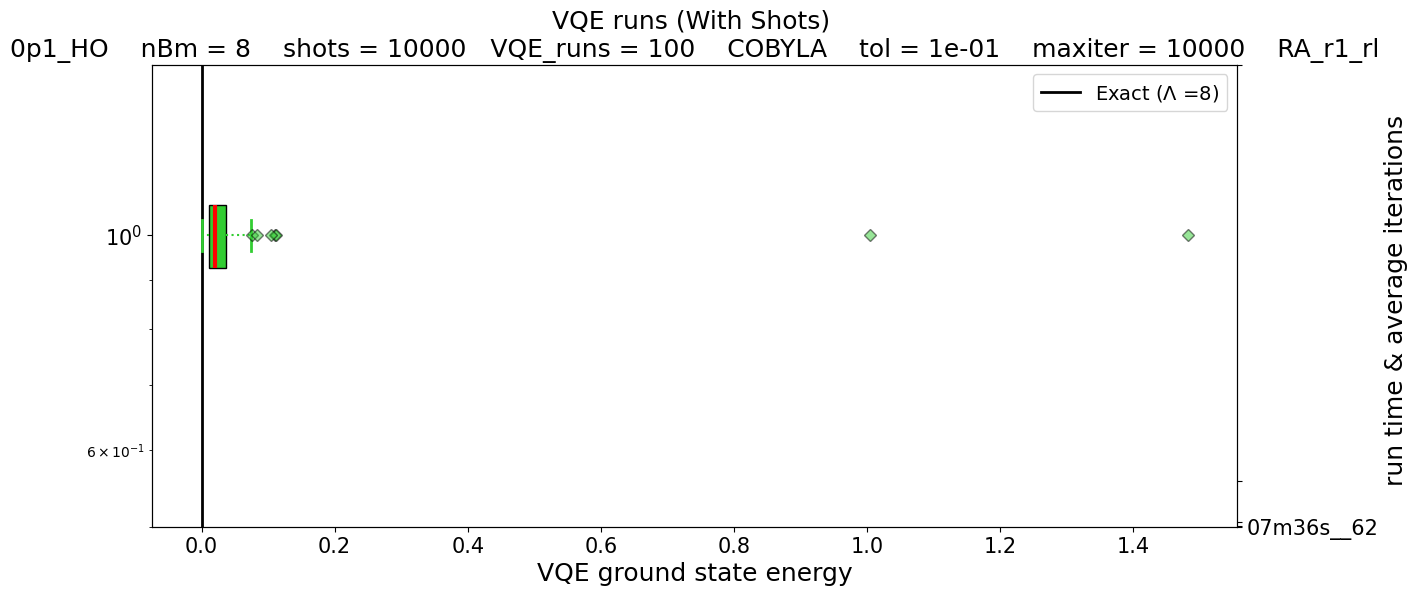 VQE runs (With Shots)
0p1_HO nBm = 8 shots = 10000 VQE_runs = 100 COBYLA tol = 1e-01 maxiter = 10000 RA_r1_rl
Exact (Λ =8)
10⁰
6 × 10⁻¹
run time & average iterations
07m36s__62
0.0 0.2 0.4 0.6 0.8 1.0 1.2 1.4
VQE ground state energy